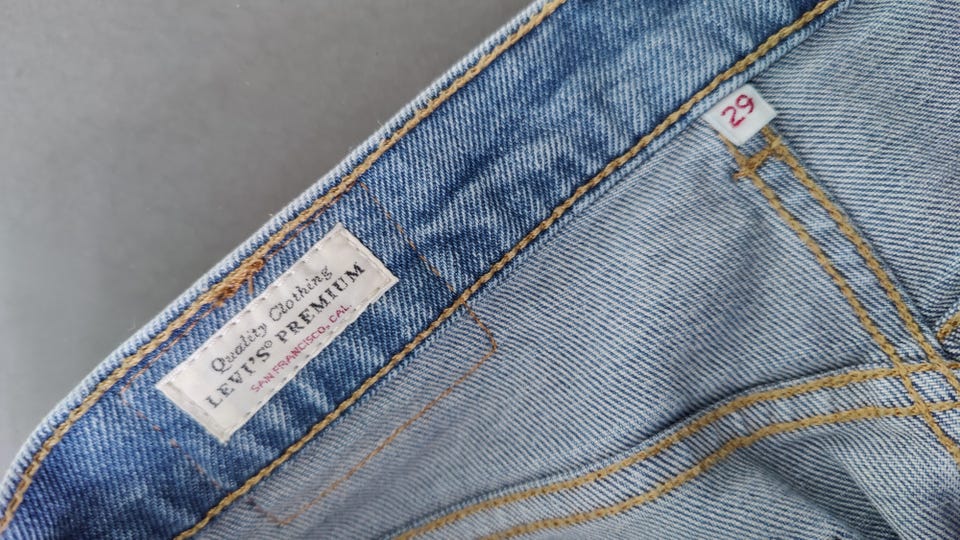 Quality Clothing
LEVI'S® PREMIUM
SAN FRANCISCO, CAL.
29